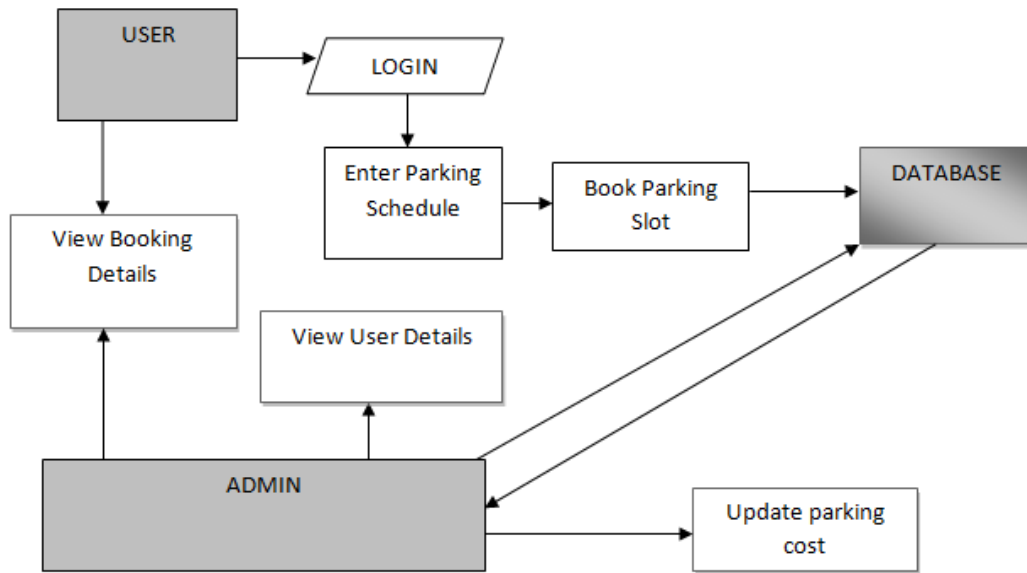 USER
LOGIN
Enter Parking
Schedule
Book Parking
Slot
DATABASE
View Booking
Details
View User Details
ADMIN
Update parking
cost